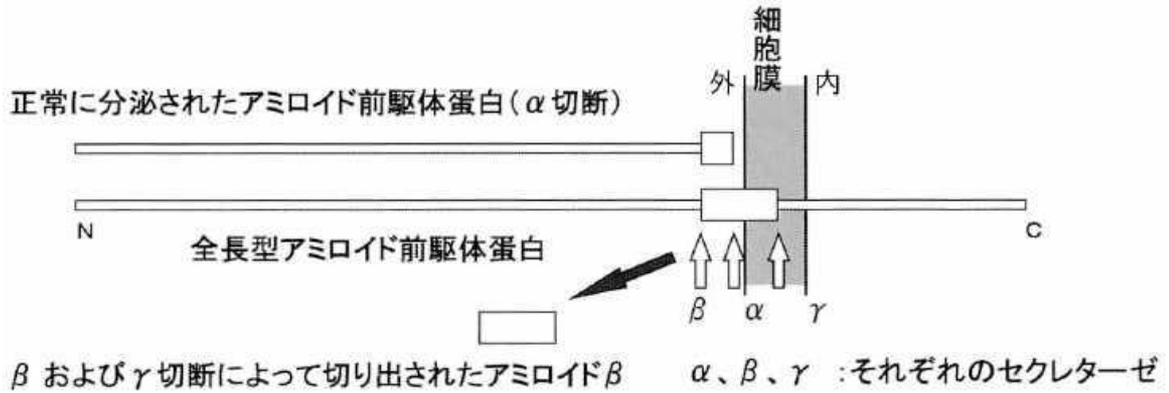 細胞膜
外
内
正常に分泌されたアミロイド前駆体蛋白(α切断)
N
C
全長型アミロイド前駆体蛋白
β α γ
βおよびγ切断によって切り出されたアミロイドβ
α、β、γ :それぞれのセクレターゼ